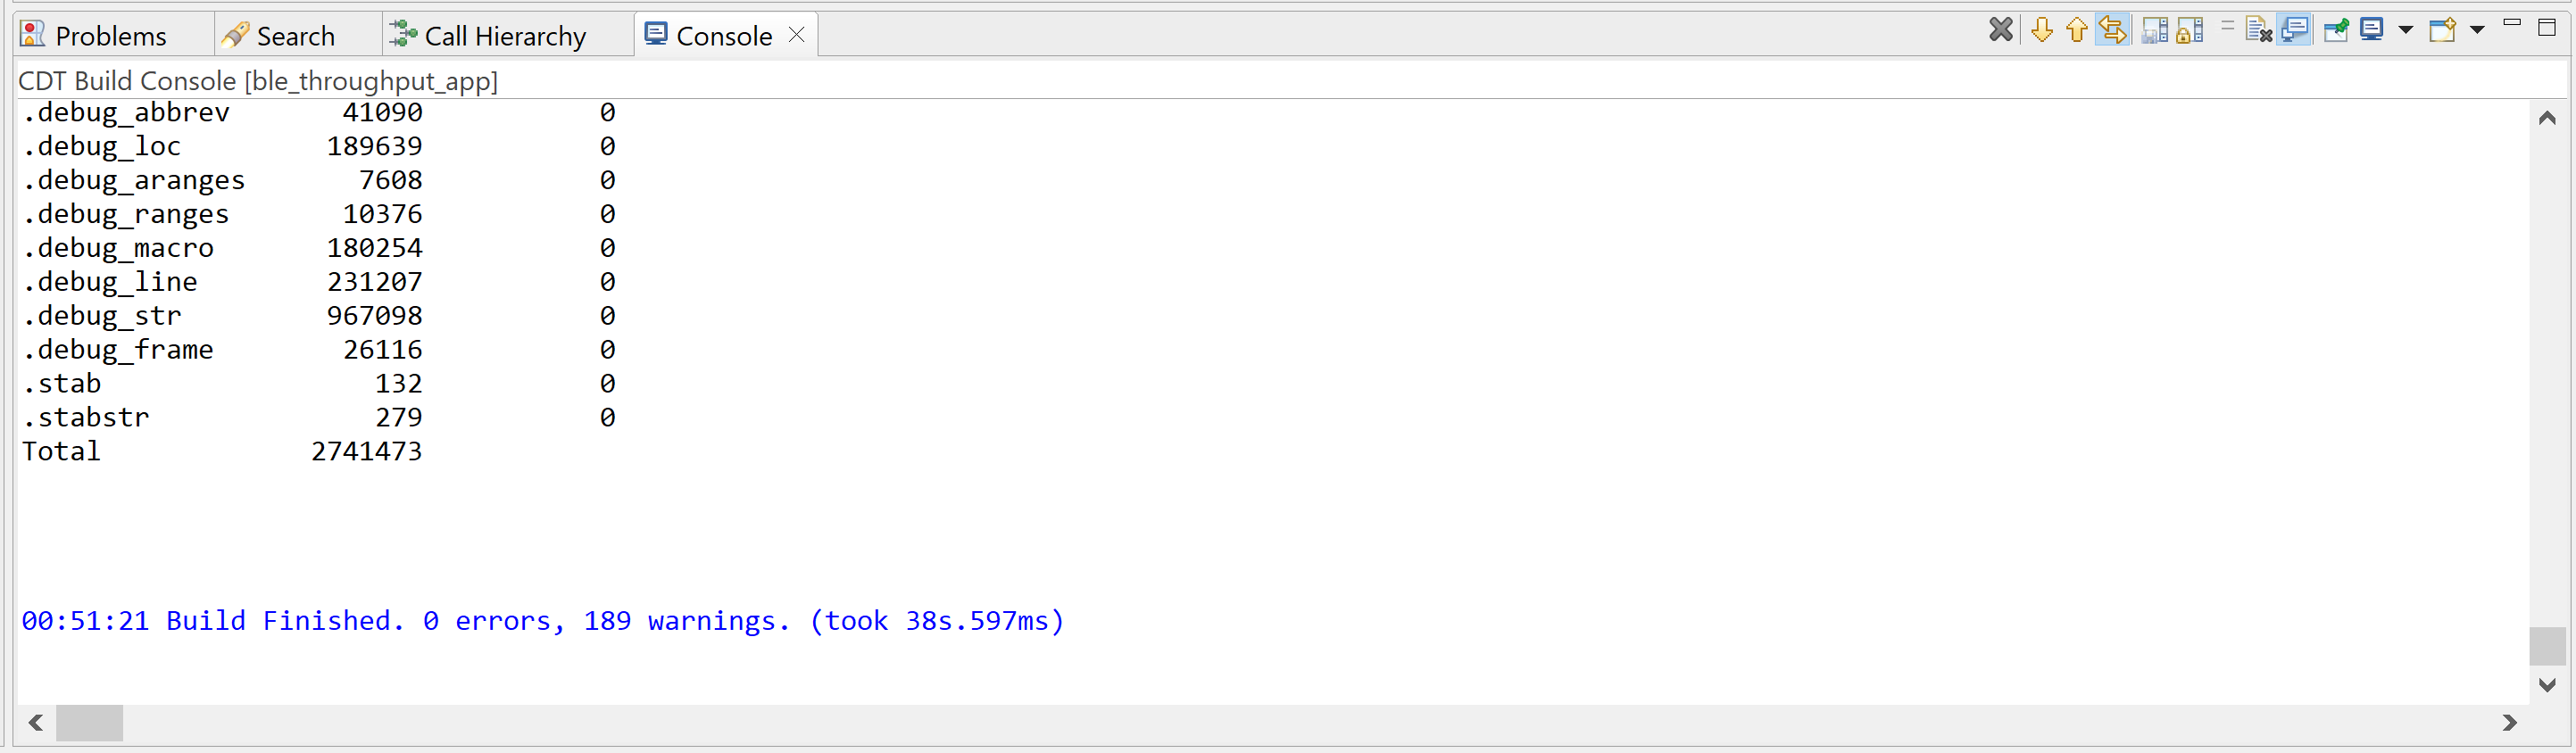 Problems Search Call Hierarchy Console
CDT Build Console [ble_throughput_app]
.debug_abbrev 41090 0
.debug_loc 189639 0
.debug_aranges 7608 0
.debug_ranges 10376 0
.debug_macro 180254 0
.debug_line 231207 0
.debug_str 967098 0
.debug_frame 26116 0
.stab 132 0
.stabstr 279 0
Total 2741473
00:51:21 Build Finished. 0 errors, 189 warnings. (took 38s.597ms)